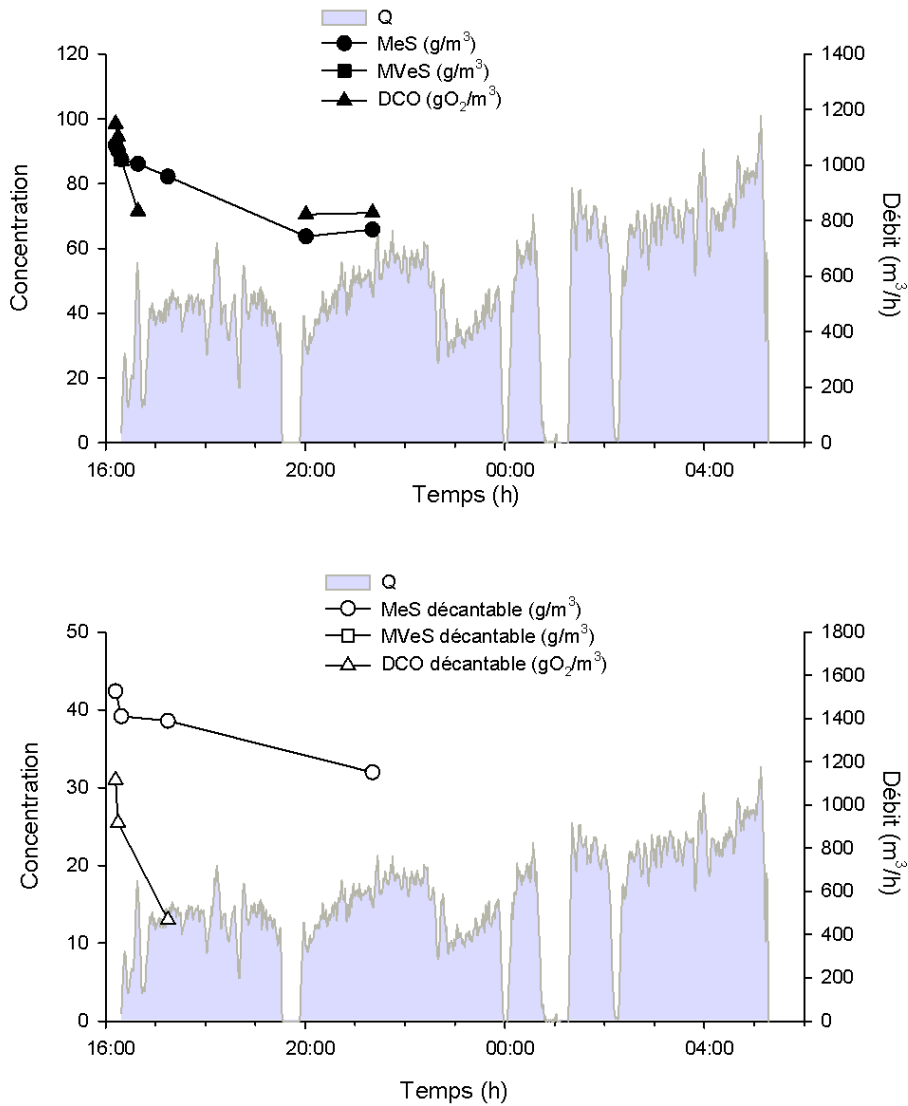 Q
MeS (g/m³)
MVeS (g/m³)
DCO (gO₂/m³)
120
100
80
60
40
20
0
Concentration
1400
1200
1000
800
600
400
200
0
Débit (m³/h)
16:00 20:00 00:00 04:00
Temps (h)
Q
MeS décantable (g/m³)
MVeS décantable (g/m³)
DCO décantable (gO₂/m³)
50
40
30
20
10
0
Concentration
1800
1600
1400
1200
1000
800
600
400
200
0
Débit (m³/h)
16:00 20:00 00:00 04:00
Temps (h)